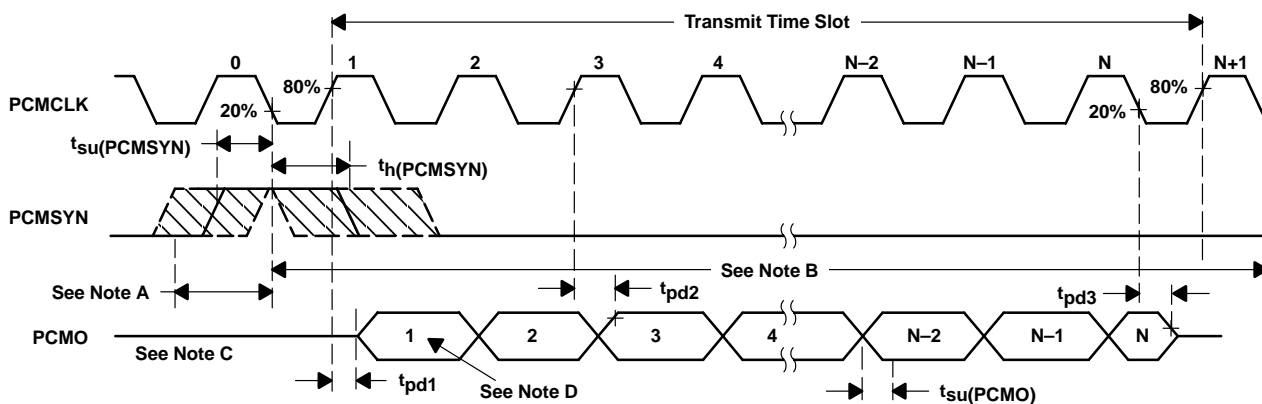 Transmit Time Slot
0 1 2 3 4 N–2 N–1 N N+1
80% 80%
PCMCLK
20% 20%
tsu(PCMSYN)
th(PCMSYN)
PCMSYN
See Note B
See Note A
tpd2 tpd3
PCMO
1 2 3 4 N–2 N–1 N
See Note C
tpd1 See Note D tsu(PCMO)